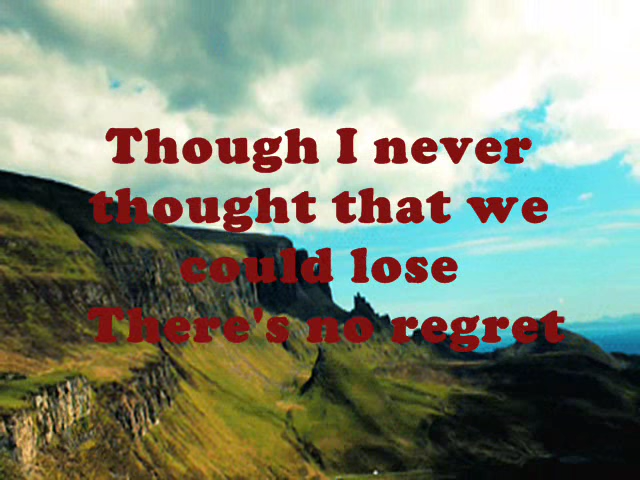 Though I never
thought that we
could lose
There's no regret